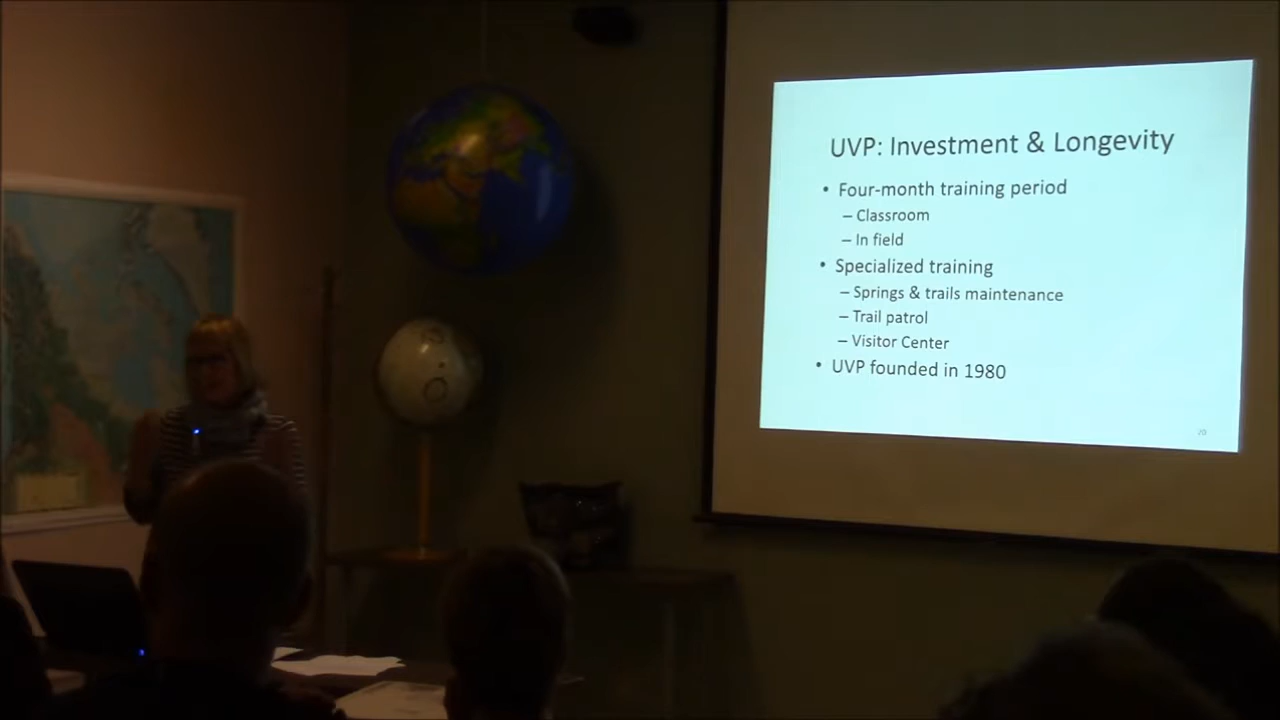 UVP: Investment & Longevity
• Four-month training period
– Classroom
– In field
• Specialized training
– Springs & trails maintenance
– Trail patrol
– Visitor Center
• UVP founded in 1980